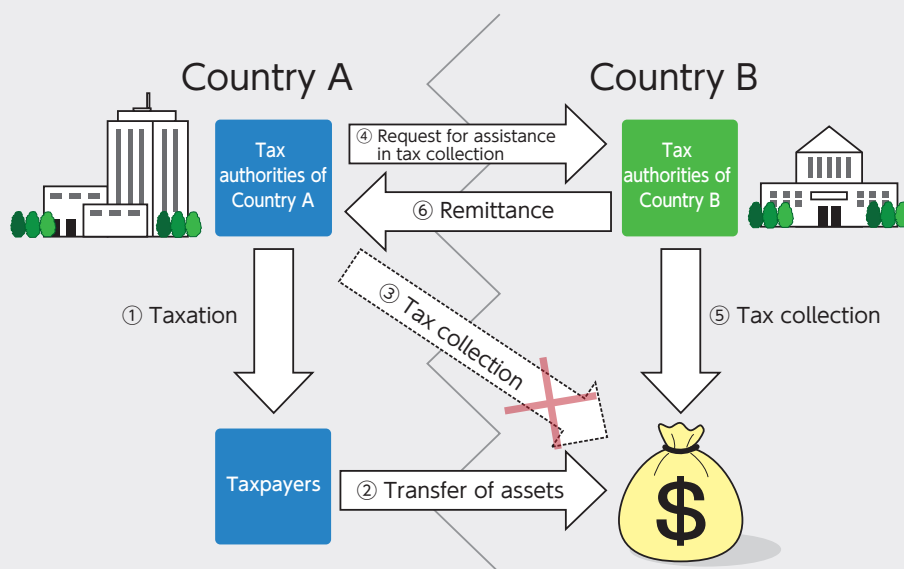 Country A
Country B
Tax
authorities of
Country A
④ Request for assistance
in tax collection
Tax
authorities of
Country B
⑥ Remittance
① Taxation
③ Tax collection
⑤ Tax collection
Taxpayers
② Transfer of assets
$